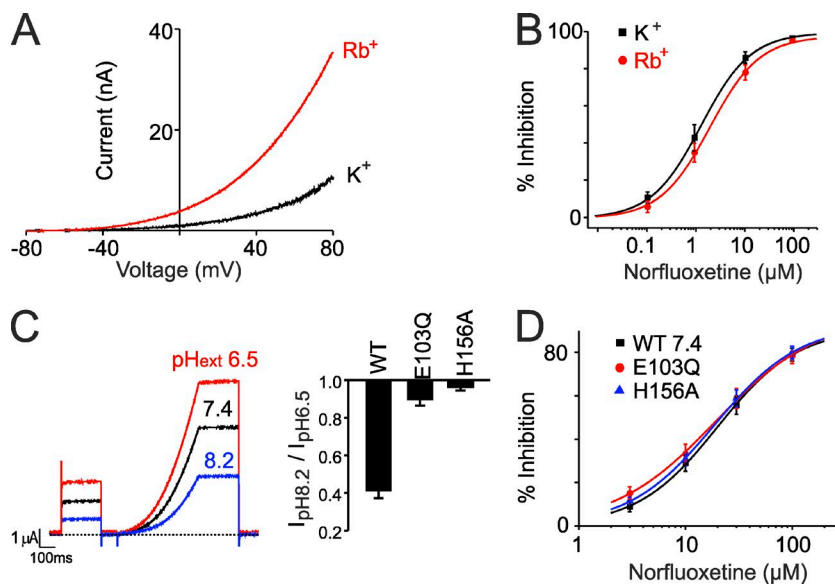 A
Current (nA)
40
20
0
-80
-40
0
40
80
Voltage (mV)
Rb+
K+
B
% Inhibition
100
0
K+
Rb+
0.1
1
10
100
Norfluoxetine (µM)
C
pHext 6.5
7.4
8.2
1 µA
100ms
WT
E103Q
H156A
1.0
0.8
0.6
0.4
0.2
IpH8.2 / IpH6.5
D
% Inhibition
80
0
WT 7.4
E103Q
H156A
1
10
100
Norfluoxetine (µM)